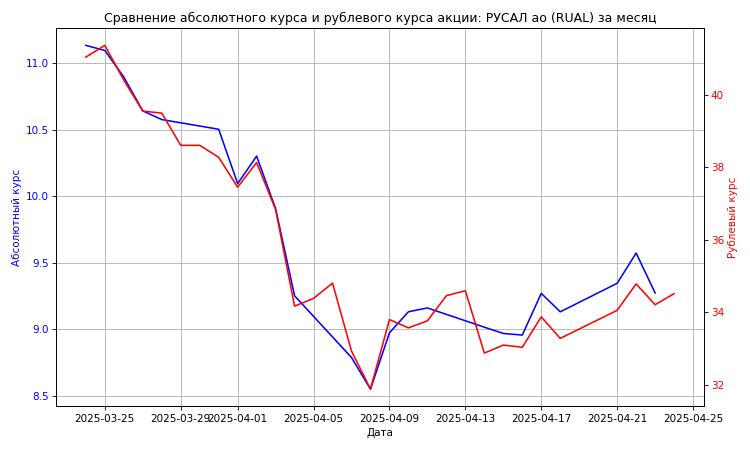 Сравнение абсолютного курса и рублевого курса акции: РУСАЛ ао (RUAL) за месяц
Абсолютный курс
11.0
10.5
10.0
9.5
9.0
8.5
40
38
36
34
32
Рублевый курс
2025-03-25 2025-03-29 2025-04-01 2025-04-05 2025-04-09 2025-04-13 2025-04-17 2025-04-21 2025-04-25
Дата